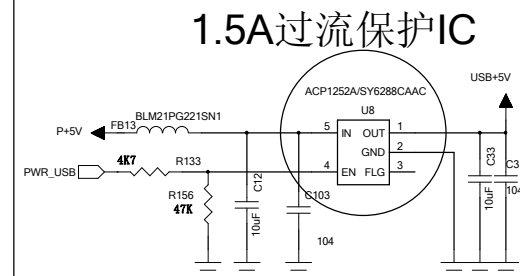 1.5A过流保护IC
ACP1252A/SY6288CAAC
U8
USB+5V
BLM21PG221SN1
P+5V
FB13
5 IN OUT 1
GND 2
4 EN FLG 3
PWR_USB
4K7
R133
R156
47K
C12
10uF
C103
104
C33
10uF
C3
104